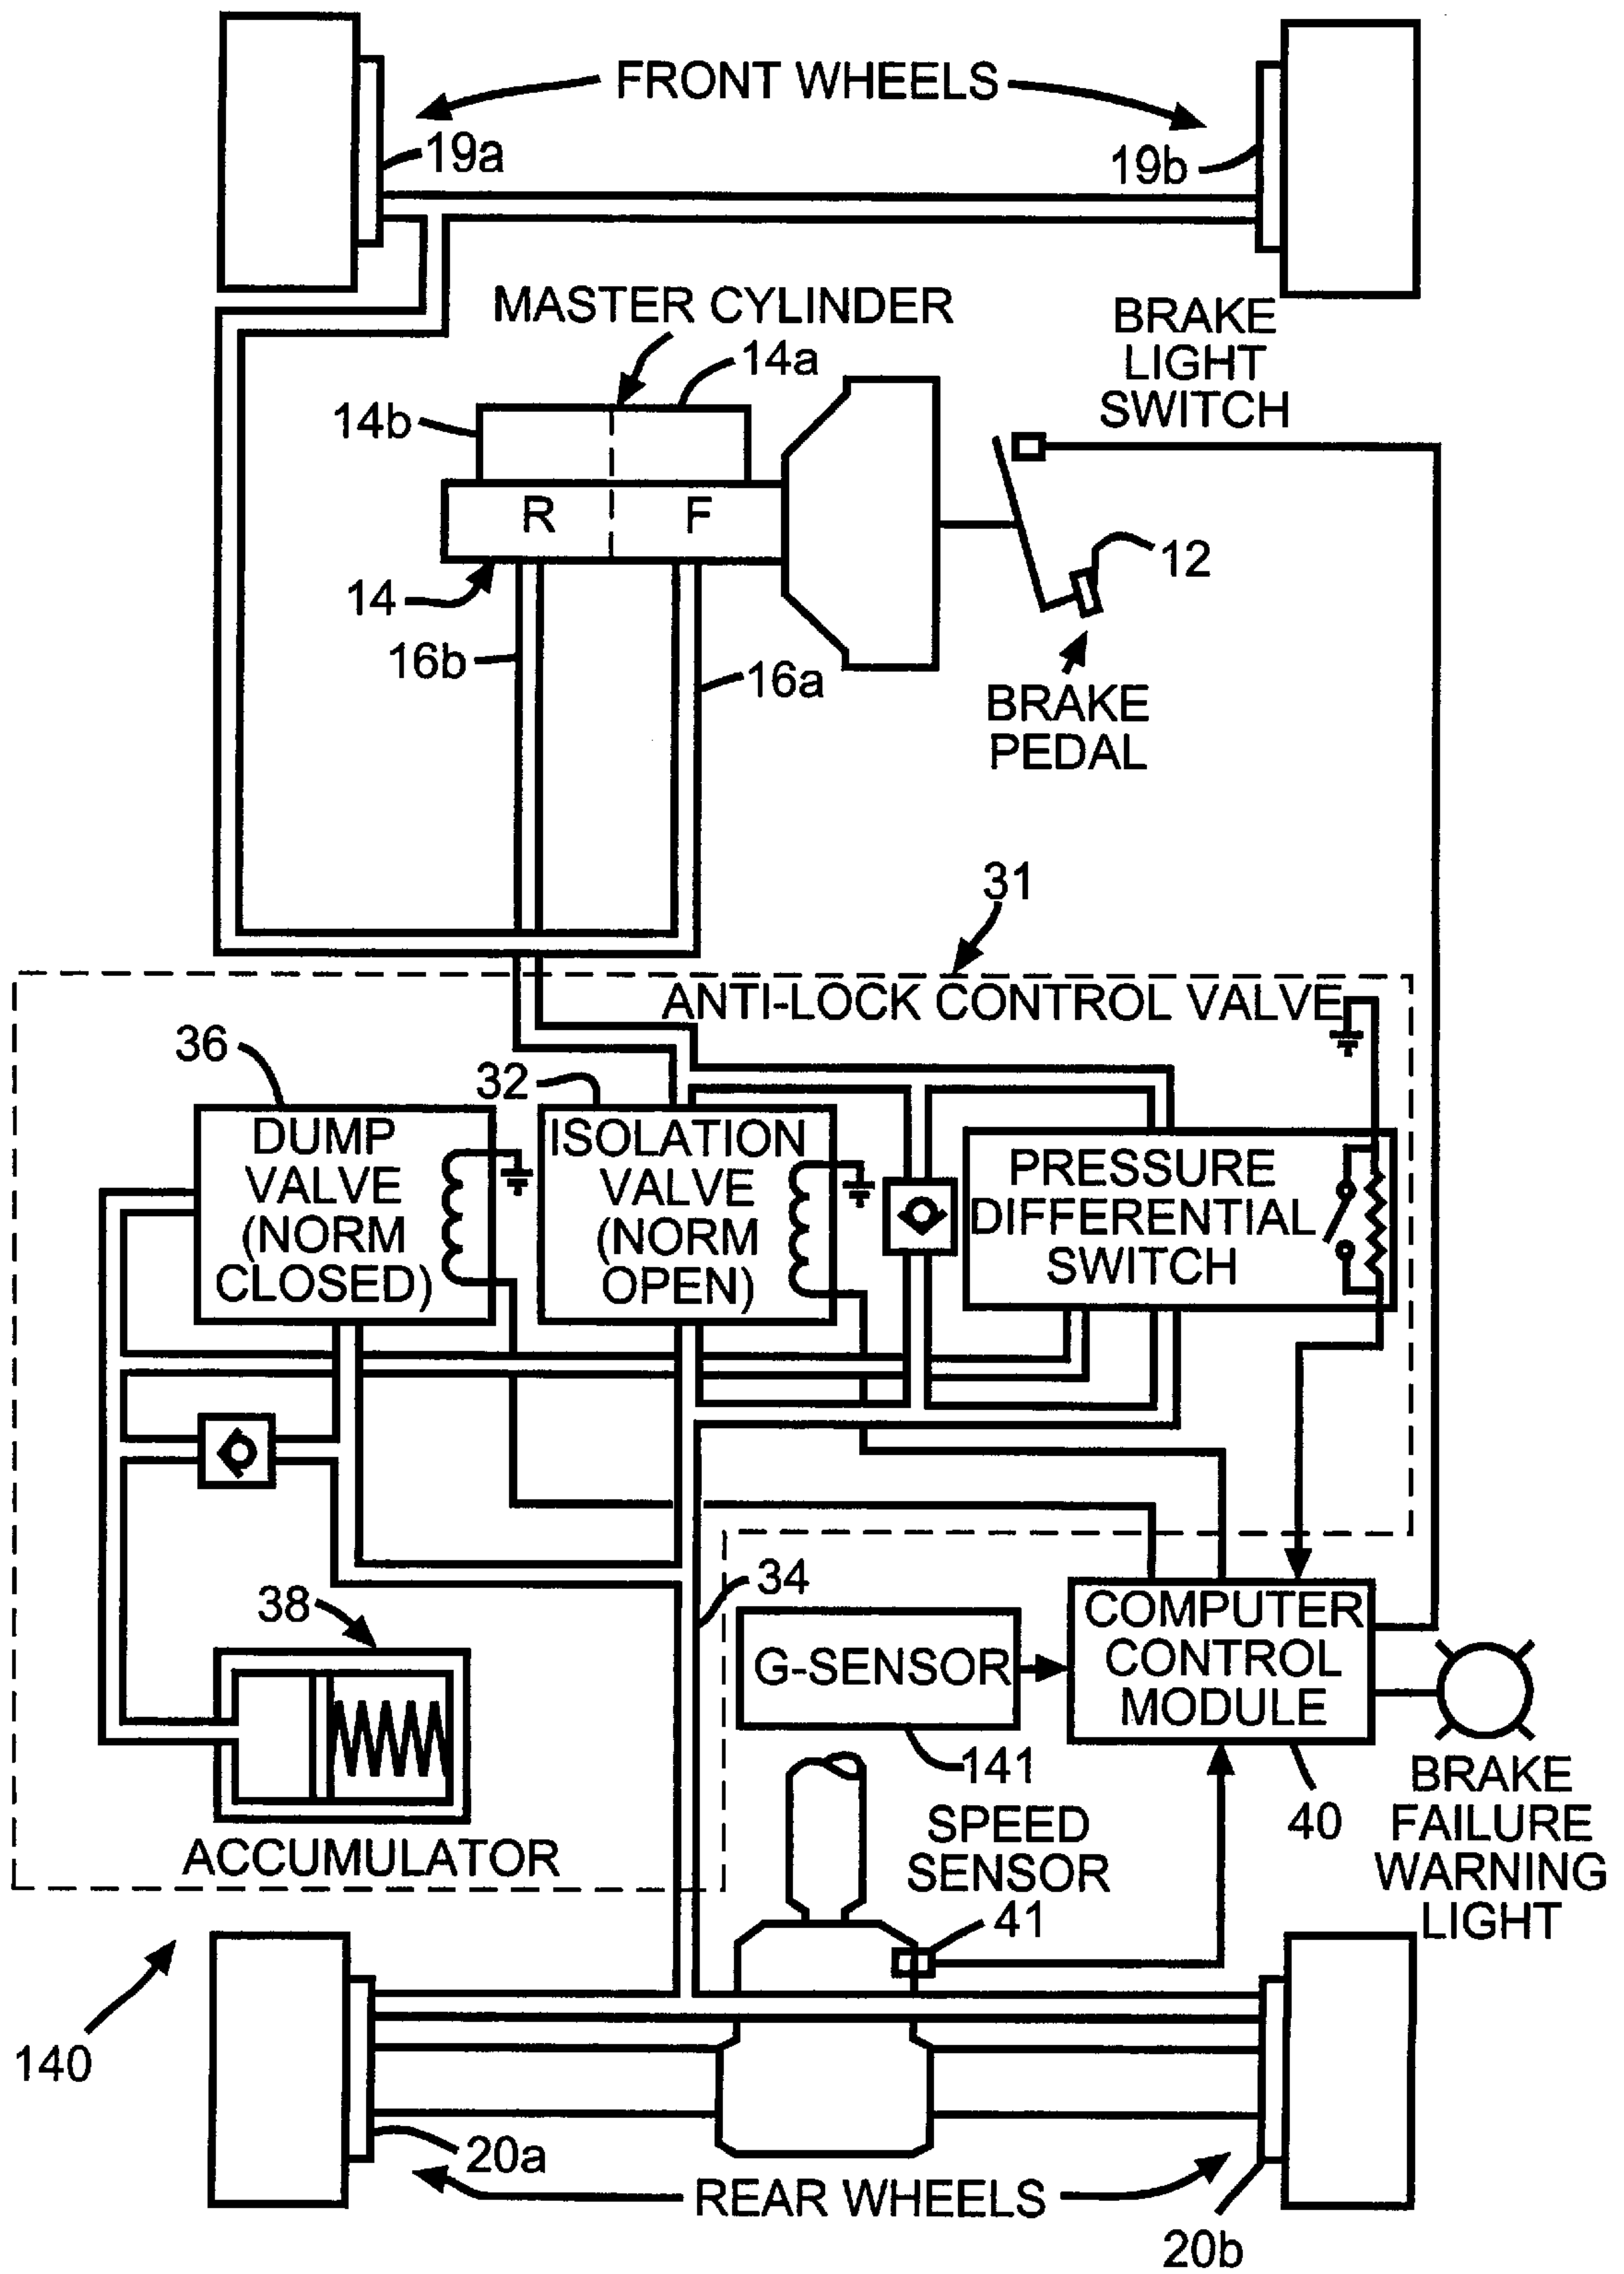 FRONT WHEELS
19a
19b
MASTER CYLINDER
14a
14b
BRAKE
LIGHT
SWITCH
R
F
12
14
16b
16a
BRAKE
PEDAL
31
ANTI-LOCK CONTROL VALVE
36
32
DUMP
VALVE
(NORM
CLOSED)
ISOLATION
VALVE
(NORM
OPEN)
PRESSURE
DIFFERENTIAL
SWITCH
34
38
G-SENSOR
COMPUTER
CONTROL
MODULE
141
40
ACCUMULATOR
SPEED
SENSOR
41
BRAKE
FAILURE
WARNING
LIGHT
140
20a
REAR WHEELS
20b